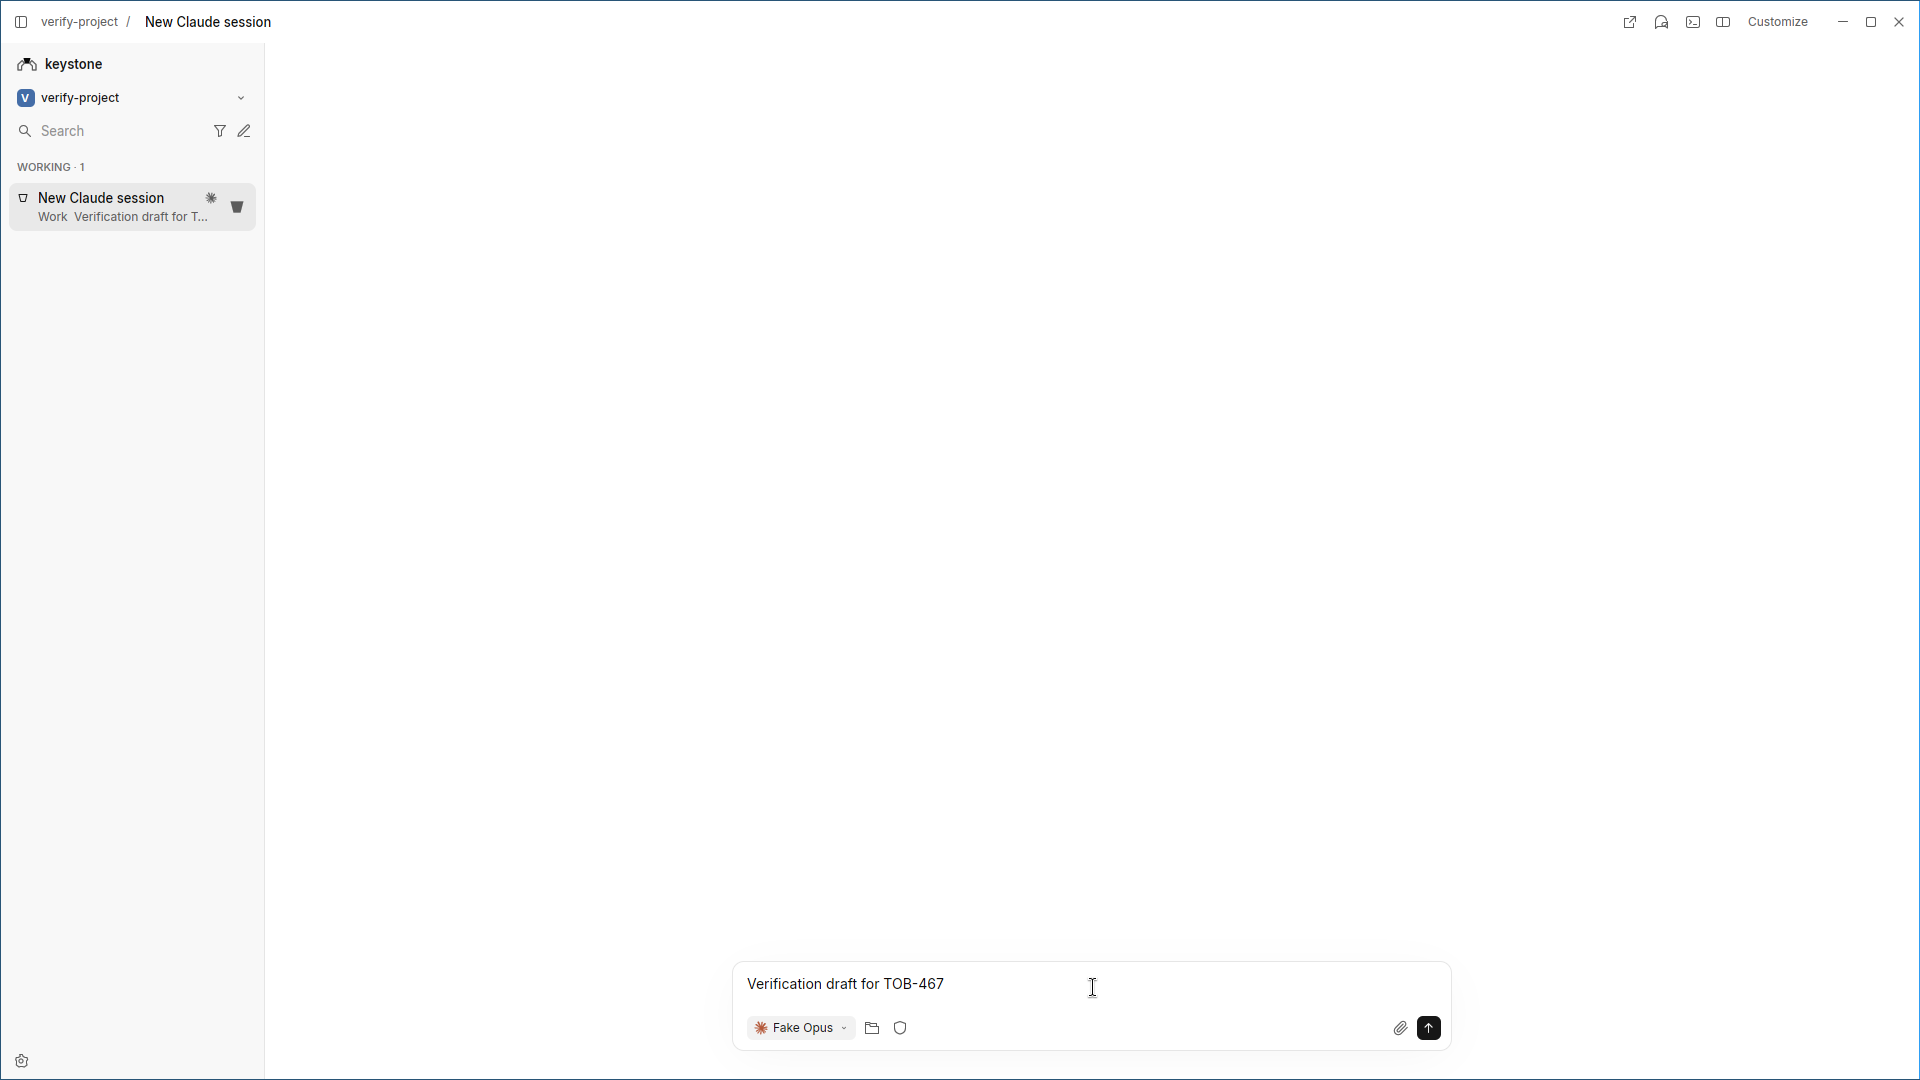 verify-project / New Claude session
Customize
keystone
V verify-project
Search
WORKING · 1
New Claude session
Work Verification draft for T...
Verification draft for TOB-467
Fake Opus